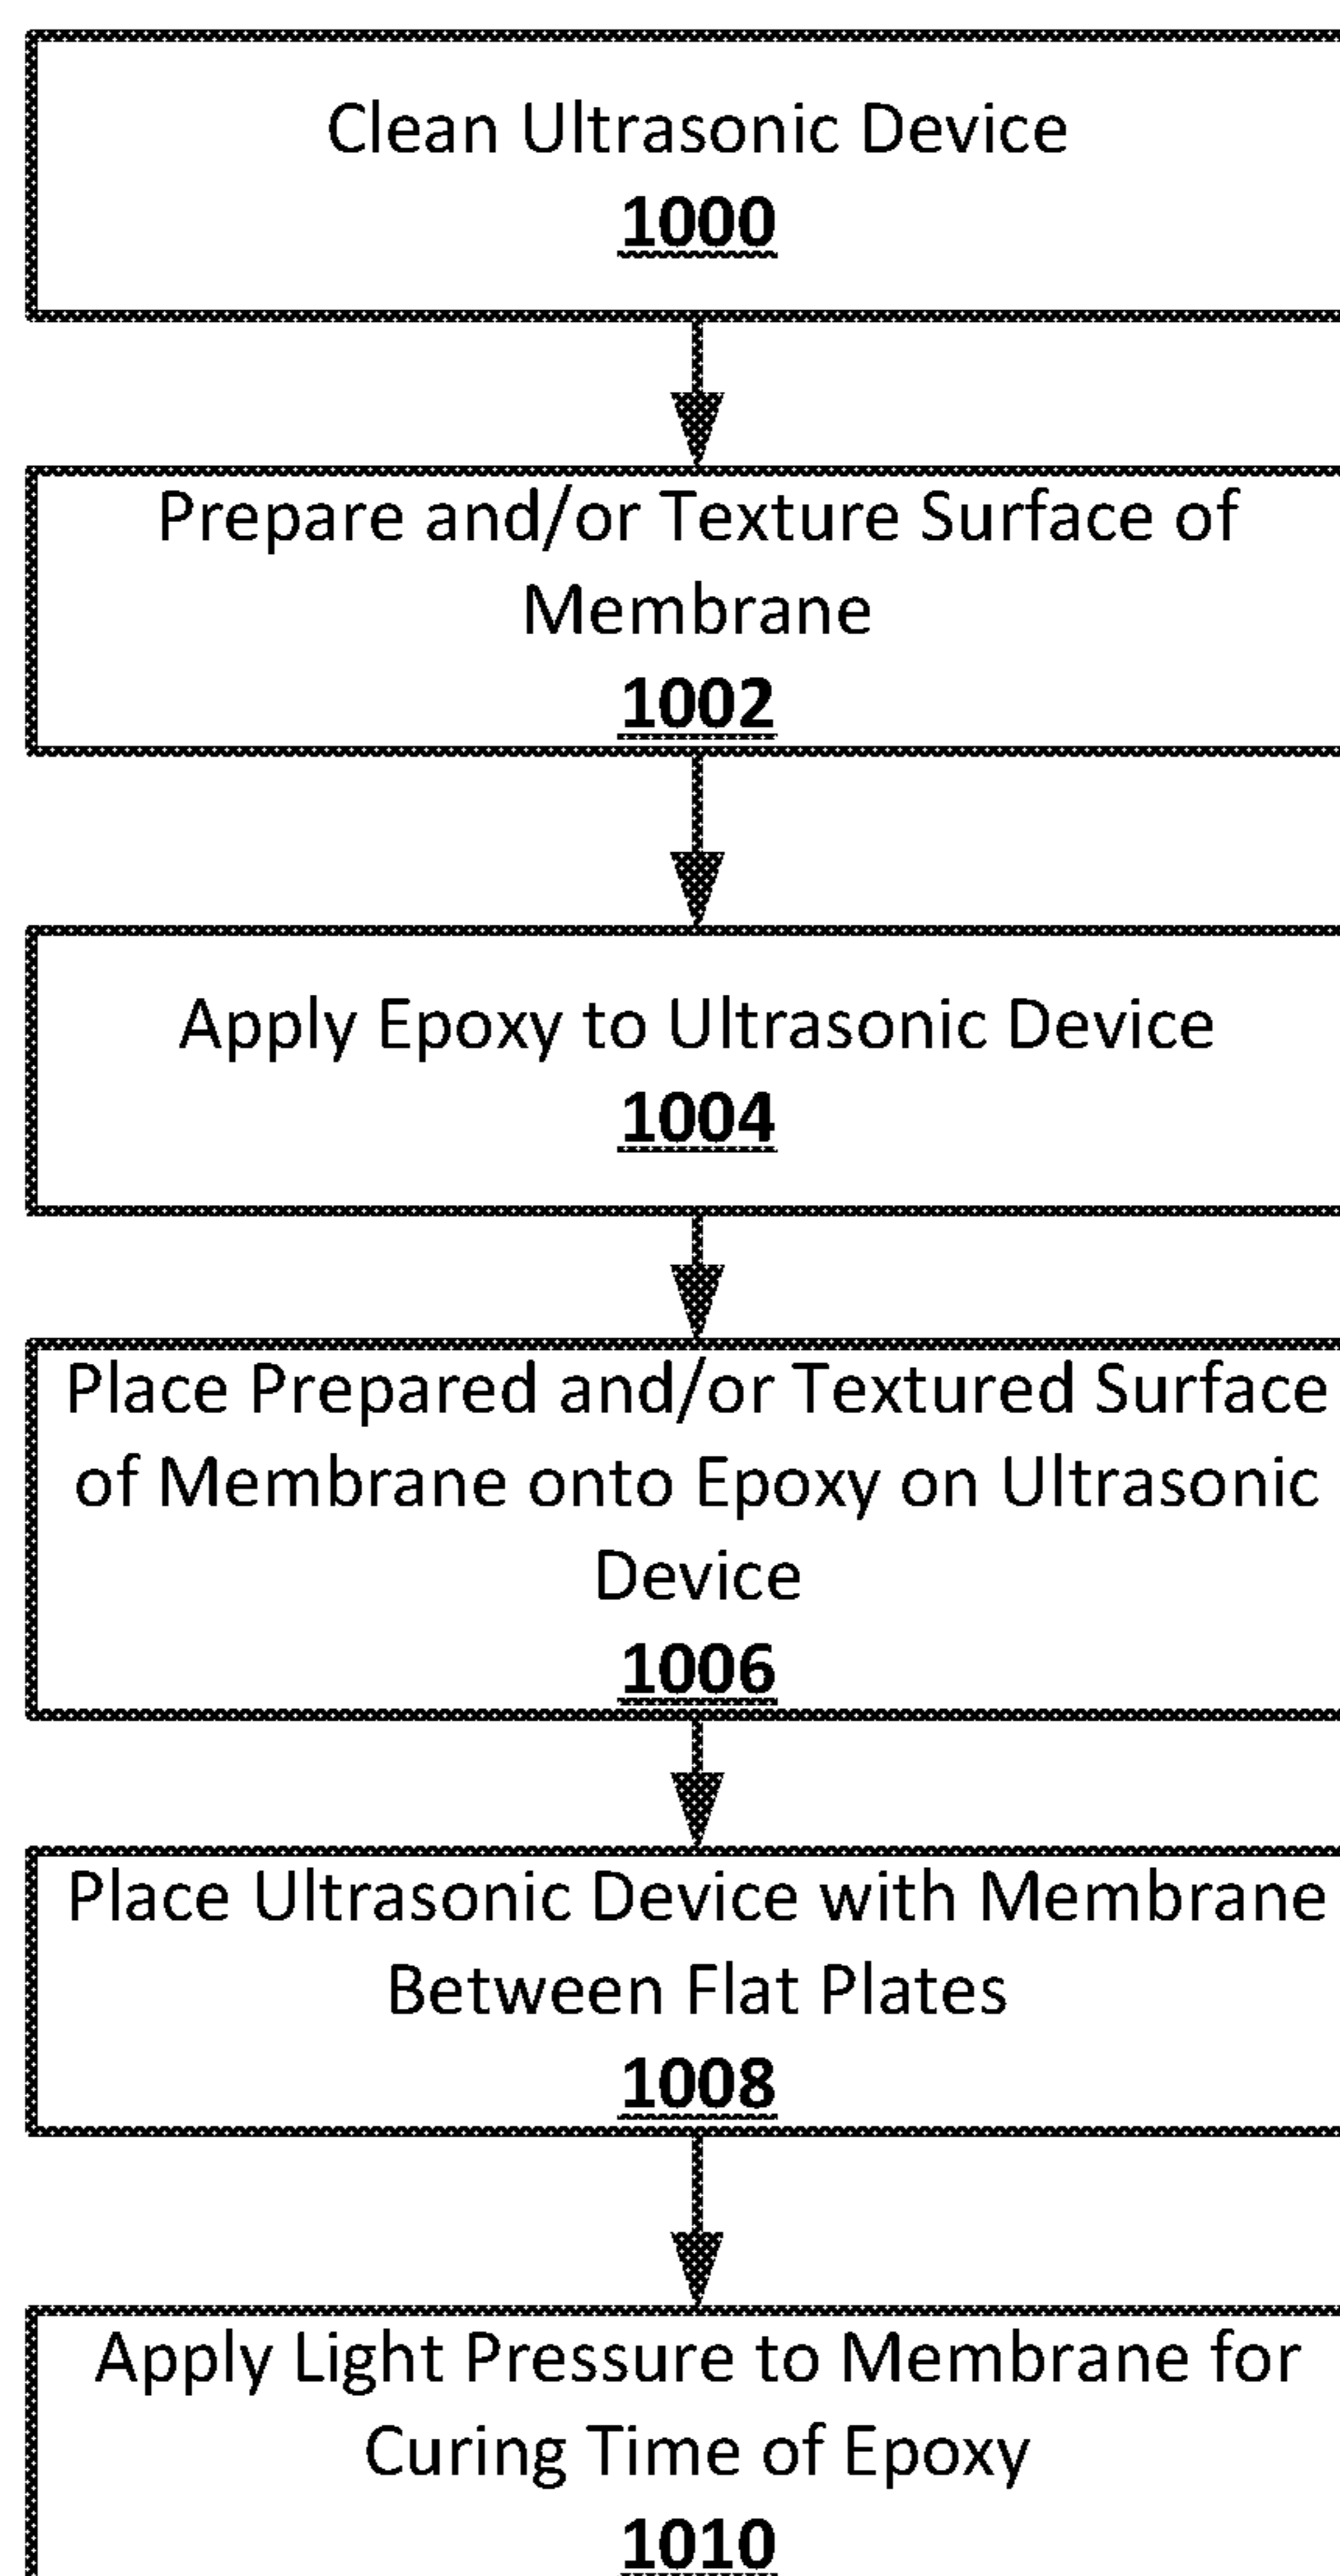 Clean Ultrasonic Device
1000
Prepare and/or Texture Surface of
Membrane
1002
Apply Epoxy to Ultrasonic Device
1004
Place Prepared and/or Textured Surface
of Membrane onto Epoxy on Ultrasonic
Device
1006
Place Ultrasonic Device with Membrane
Between Flat Plates
1008
Apply Light Pressure to Membrane for
Curing Time of Epoxy
1010